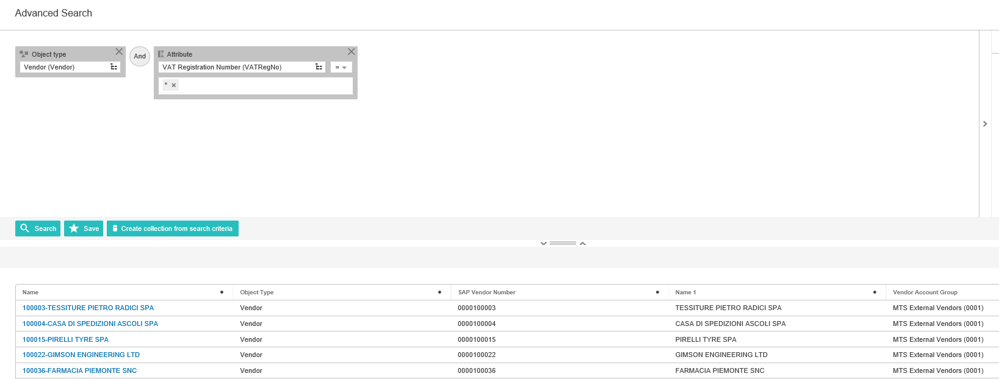 Advanced Search
Object type
And
Attribute
Vendor (Vendor)
VAT Registration Number (VATRegNo) =
*
Search Save Create collection from search criteria
Name Object Type SAP Vendor Number Name 1 Vendor Account Group
100003-TESSITURE PIETRO RADICI SPA Vendor 0000100003 TESSITURE PIETRO RADICI SPA MTS External Vendors (0001)
100004-CASA DI SPEDIZIONI ASCOLI SPA Vendor 0000100004 CASA DI SPEDIZIONI ASCOLI SPA MTS External Vendors (0001)
100015-PIRELLI TYRE SPA Vendor 0000100015 PIRELLI TYRE SPA MTS External Vendors (0001)
100022-GIMSON ENGINEERING LTD Vendor 0000100022 GIMSON ENGINEERING LTD MTS External Vendors (0001)
100036-FARMACIA PIEMONTE SNC Vendor 0000100036 FARMACIA PIEMONTE SNC MTS External Vendors (0001)